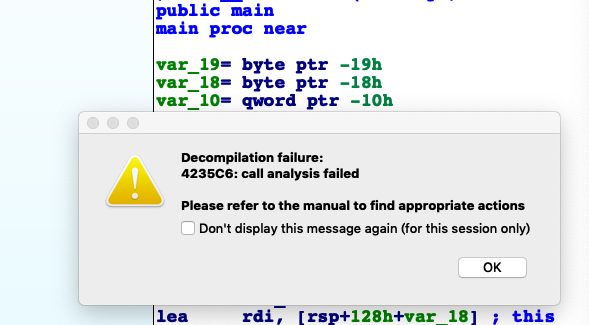 public main
main proc near
var_19= byte ptr -19h
var_18= byte ptr -18h
var_10= qword ptr -10h
Decompilation failure:
4235C6: call analysis failed
Please refer to the manual to find appropriate actions
Don't display this message again (for this session only)
OK
lea rdi, [rsp+128h+var_18] ; this